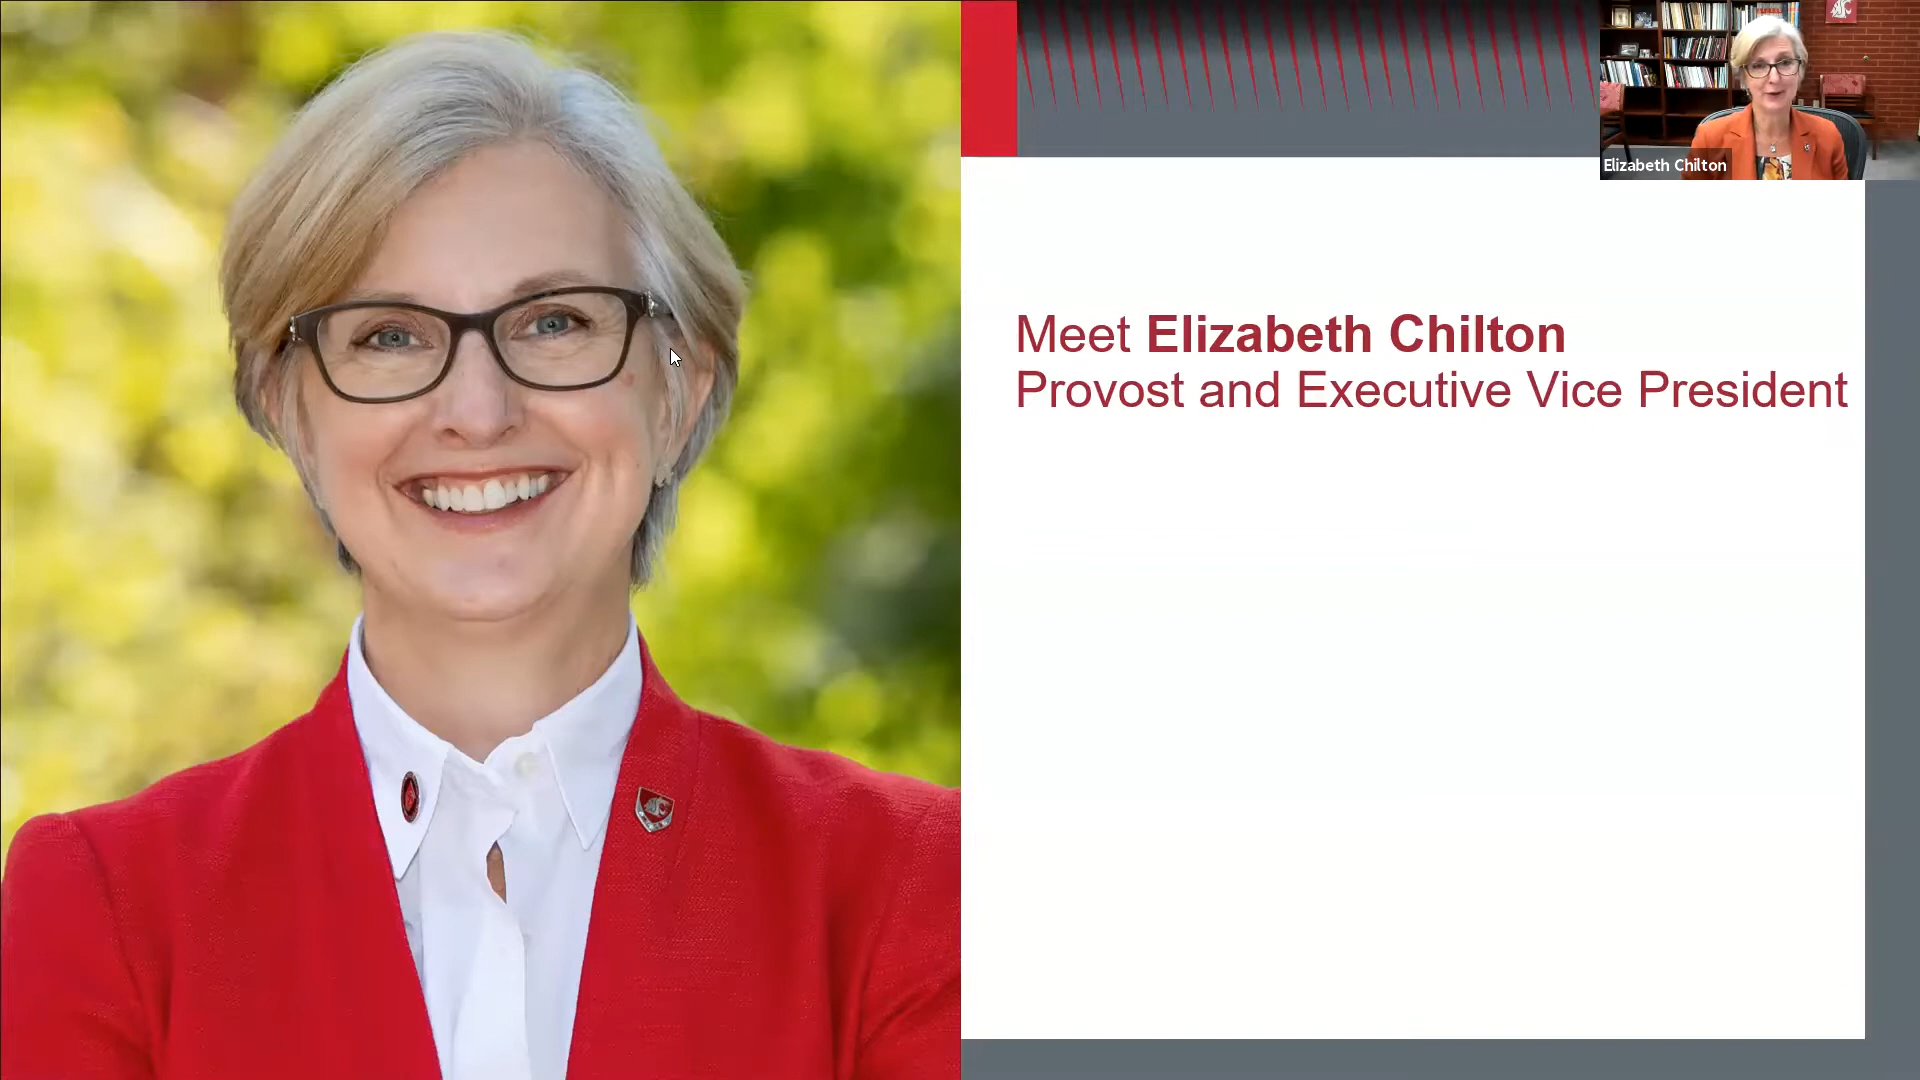 Elizabeth Chilton
Meet Elizabeth Chilton
Provost and Executive Vice President